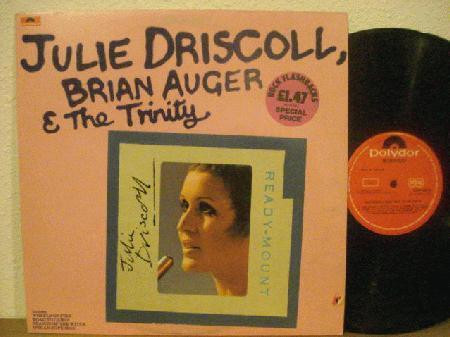 JULIE DRISCOLL,
BRIAN AUGER
& The Trinity
ROCK FLASHBACKS
£1.47
SPECIAL
PRICE
Julie Driscoll
READY-MOUNT
Polydor